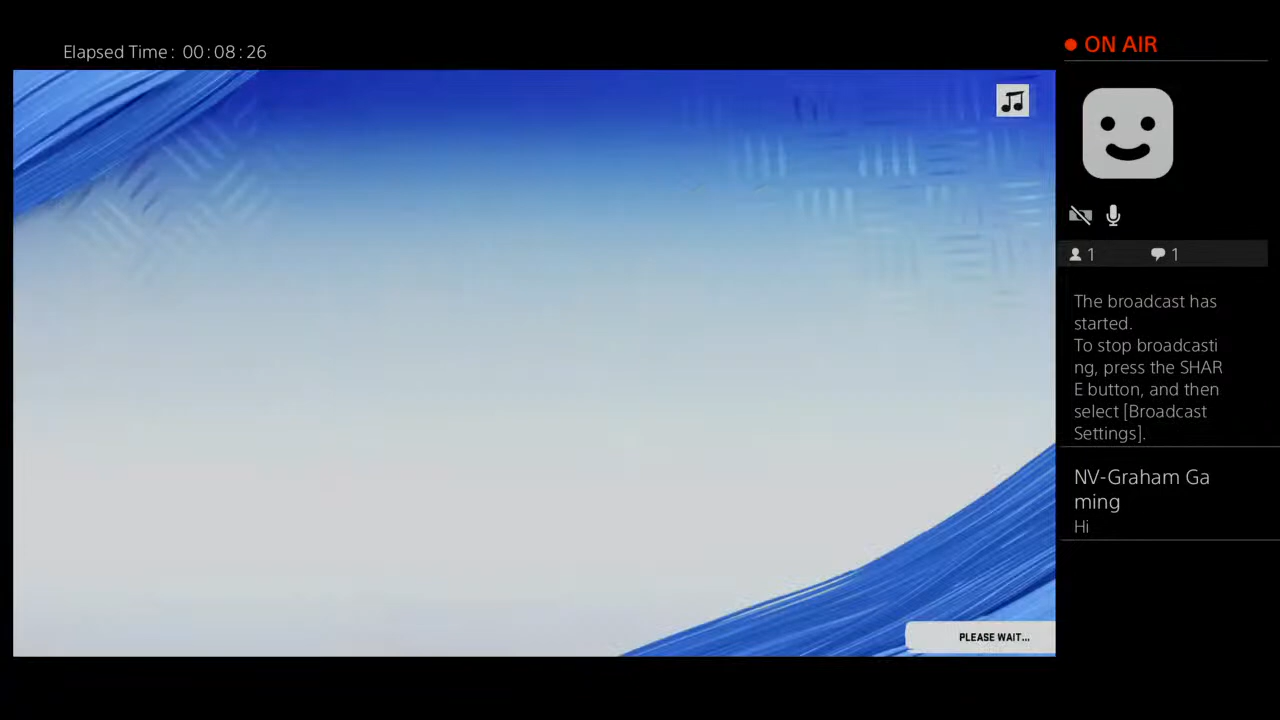 Elapsed Time: 00:08:26
ON AIR
1
1
The broadcast has
started.
To stop broadcasti
ng, press the SHAR
E button, and then
select [Broadcast
Settings].
NV-Graham Ga
ming
Hi
PLEASE WAIT...